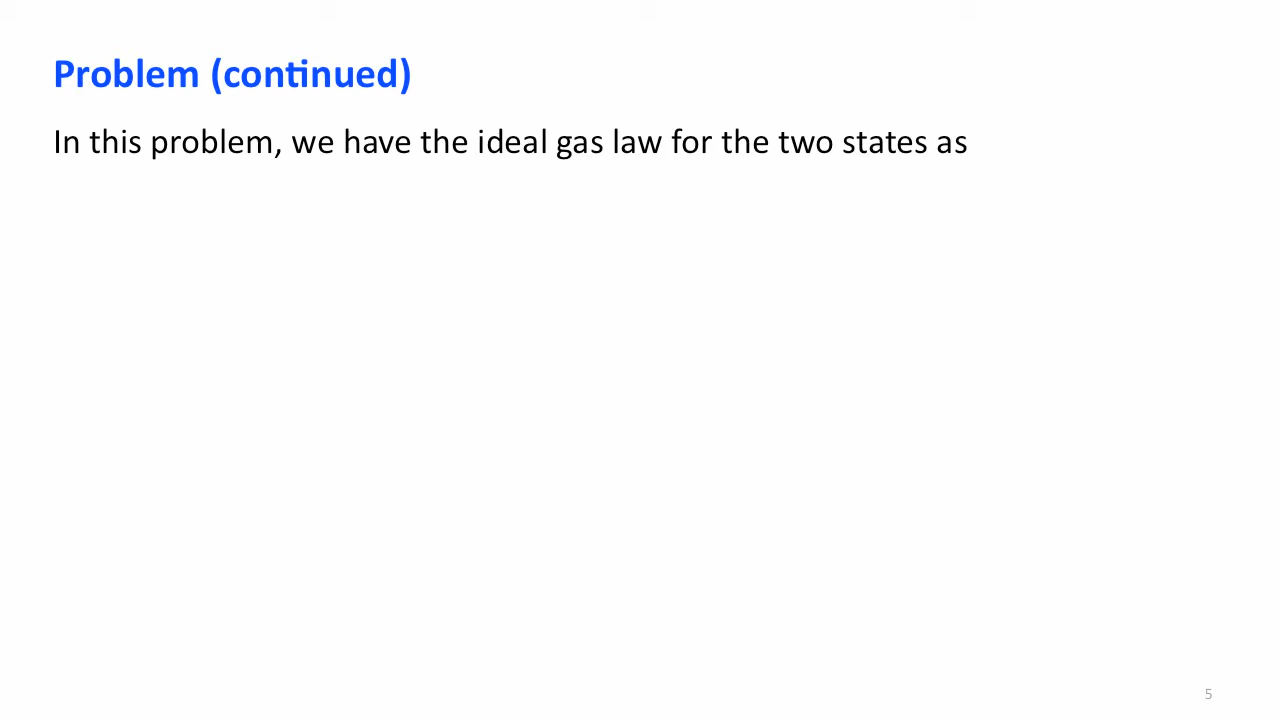 Problem (continued)
In this problem, we have the ideal gas law for the two states as
5